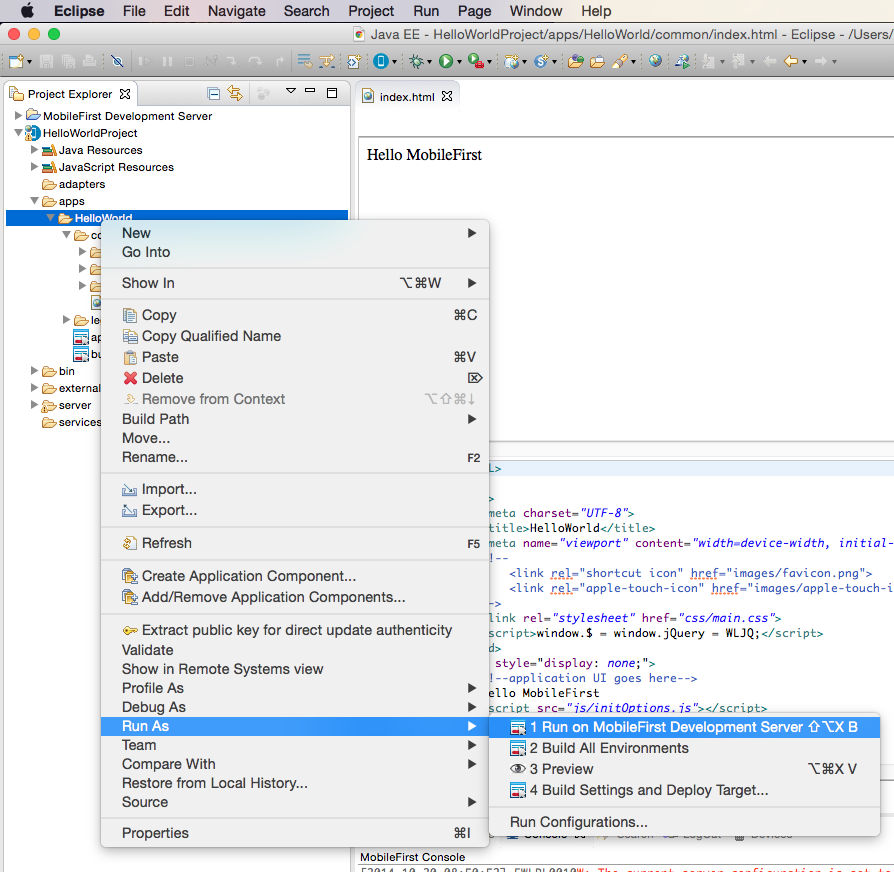 Eclipse File Edit Navigate Search Project Run Page Window Help
Java EE - HelloWorldProject/apps/HelloWorld/common/index.html - Eclipse - /Users/
Project Explorer
index.html
MobileFirst Development Server
HelloWorldProject
Java Resources
JavaScript Resources
adapters
apps
HelloWorld
co
le
ap
bu
bin
external
server
services
Hello MobileFirst
New
Go Into
Show In ⌥⌘W
Copy ⌘C
Copy Qualified Name
Paste ⌘V
Delete ⌦
Remove from Context ⌥⇧⌘↓
Build Path
Move...
Rename... F2
Import...
Export...
Refresh F5
Create Application Component...
Add/Remove Application Components...
Extract public key for direct update authenticity
Validate
Show in Remote Systems view
Profile As
Debug As
Run As
Team
Compare With
Restore from Local History...
Source
Properties ⌘I
1 Run on MobileFirst Development Server ⇧⌥X B
2 Build All Environments
3 Preview ⌥⌘X V
4 Build Settings and Deploy Target...
Run Configurations...
L>
>
meta charset="UTF-8">
title>HelloWorld</title>
meta name="viewport" content="width=device-width, initial-
!--
<link rel="shortcut icon" href="images/favicon.png">
<link rel="apple-touch-icon" href="images/apple-touch-i
->
link rel="stylesheet" href="css/main.css">
script>window.$ = window.jQuery = WLJQ;</script>
d>
style="display: none;">
!--application UI goes here-->
ello MobileFirst
script src="js/initOptions.js"></script>
MobileFirst Console